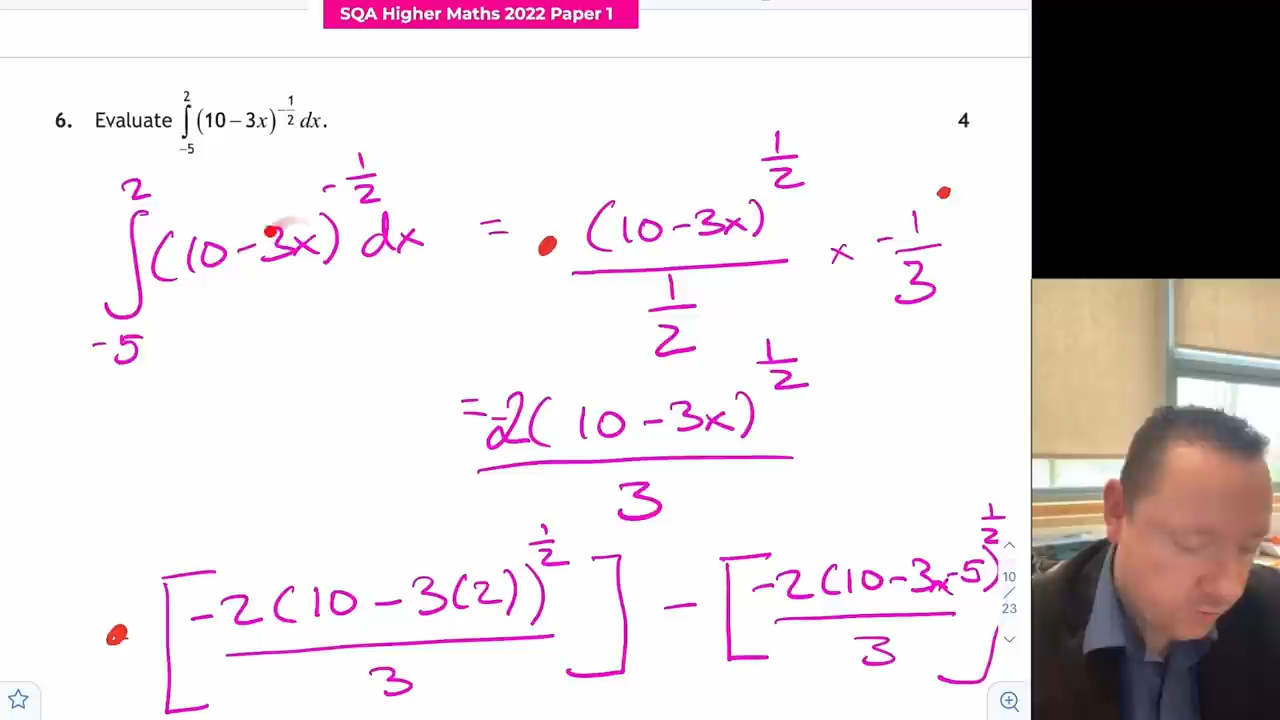 SQA Higher Maths 2022 Paper 1
6. Evaluate ∫₋₅² (10 – 3x)^(-1/2) dx. 4
∫₋₅² (10-3x)^(-1/2) dx = (10-3x)^(1/2) / (1/2) × -1/3
= -2(10-3x)^(1/2) / 3
[-2(10-3(2))^(1/2) / 3] - [-2(10-3x-5)^(1/2) / 3]
10
/
23